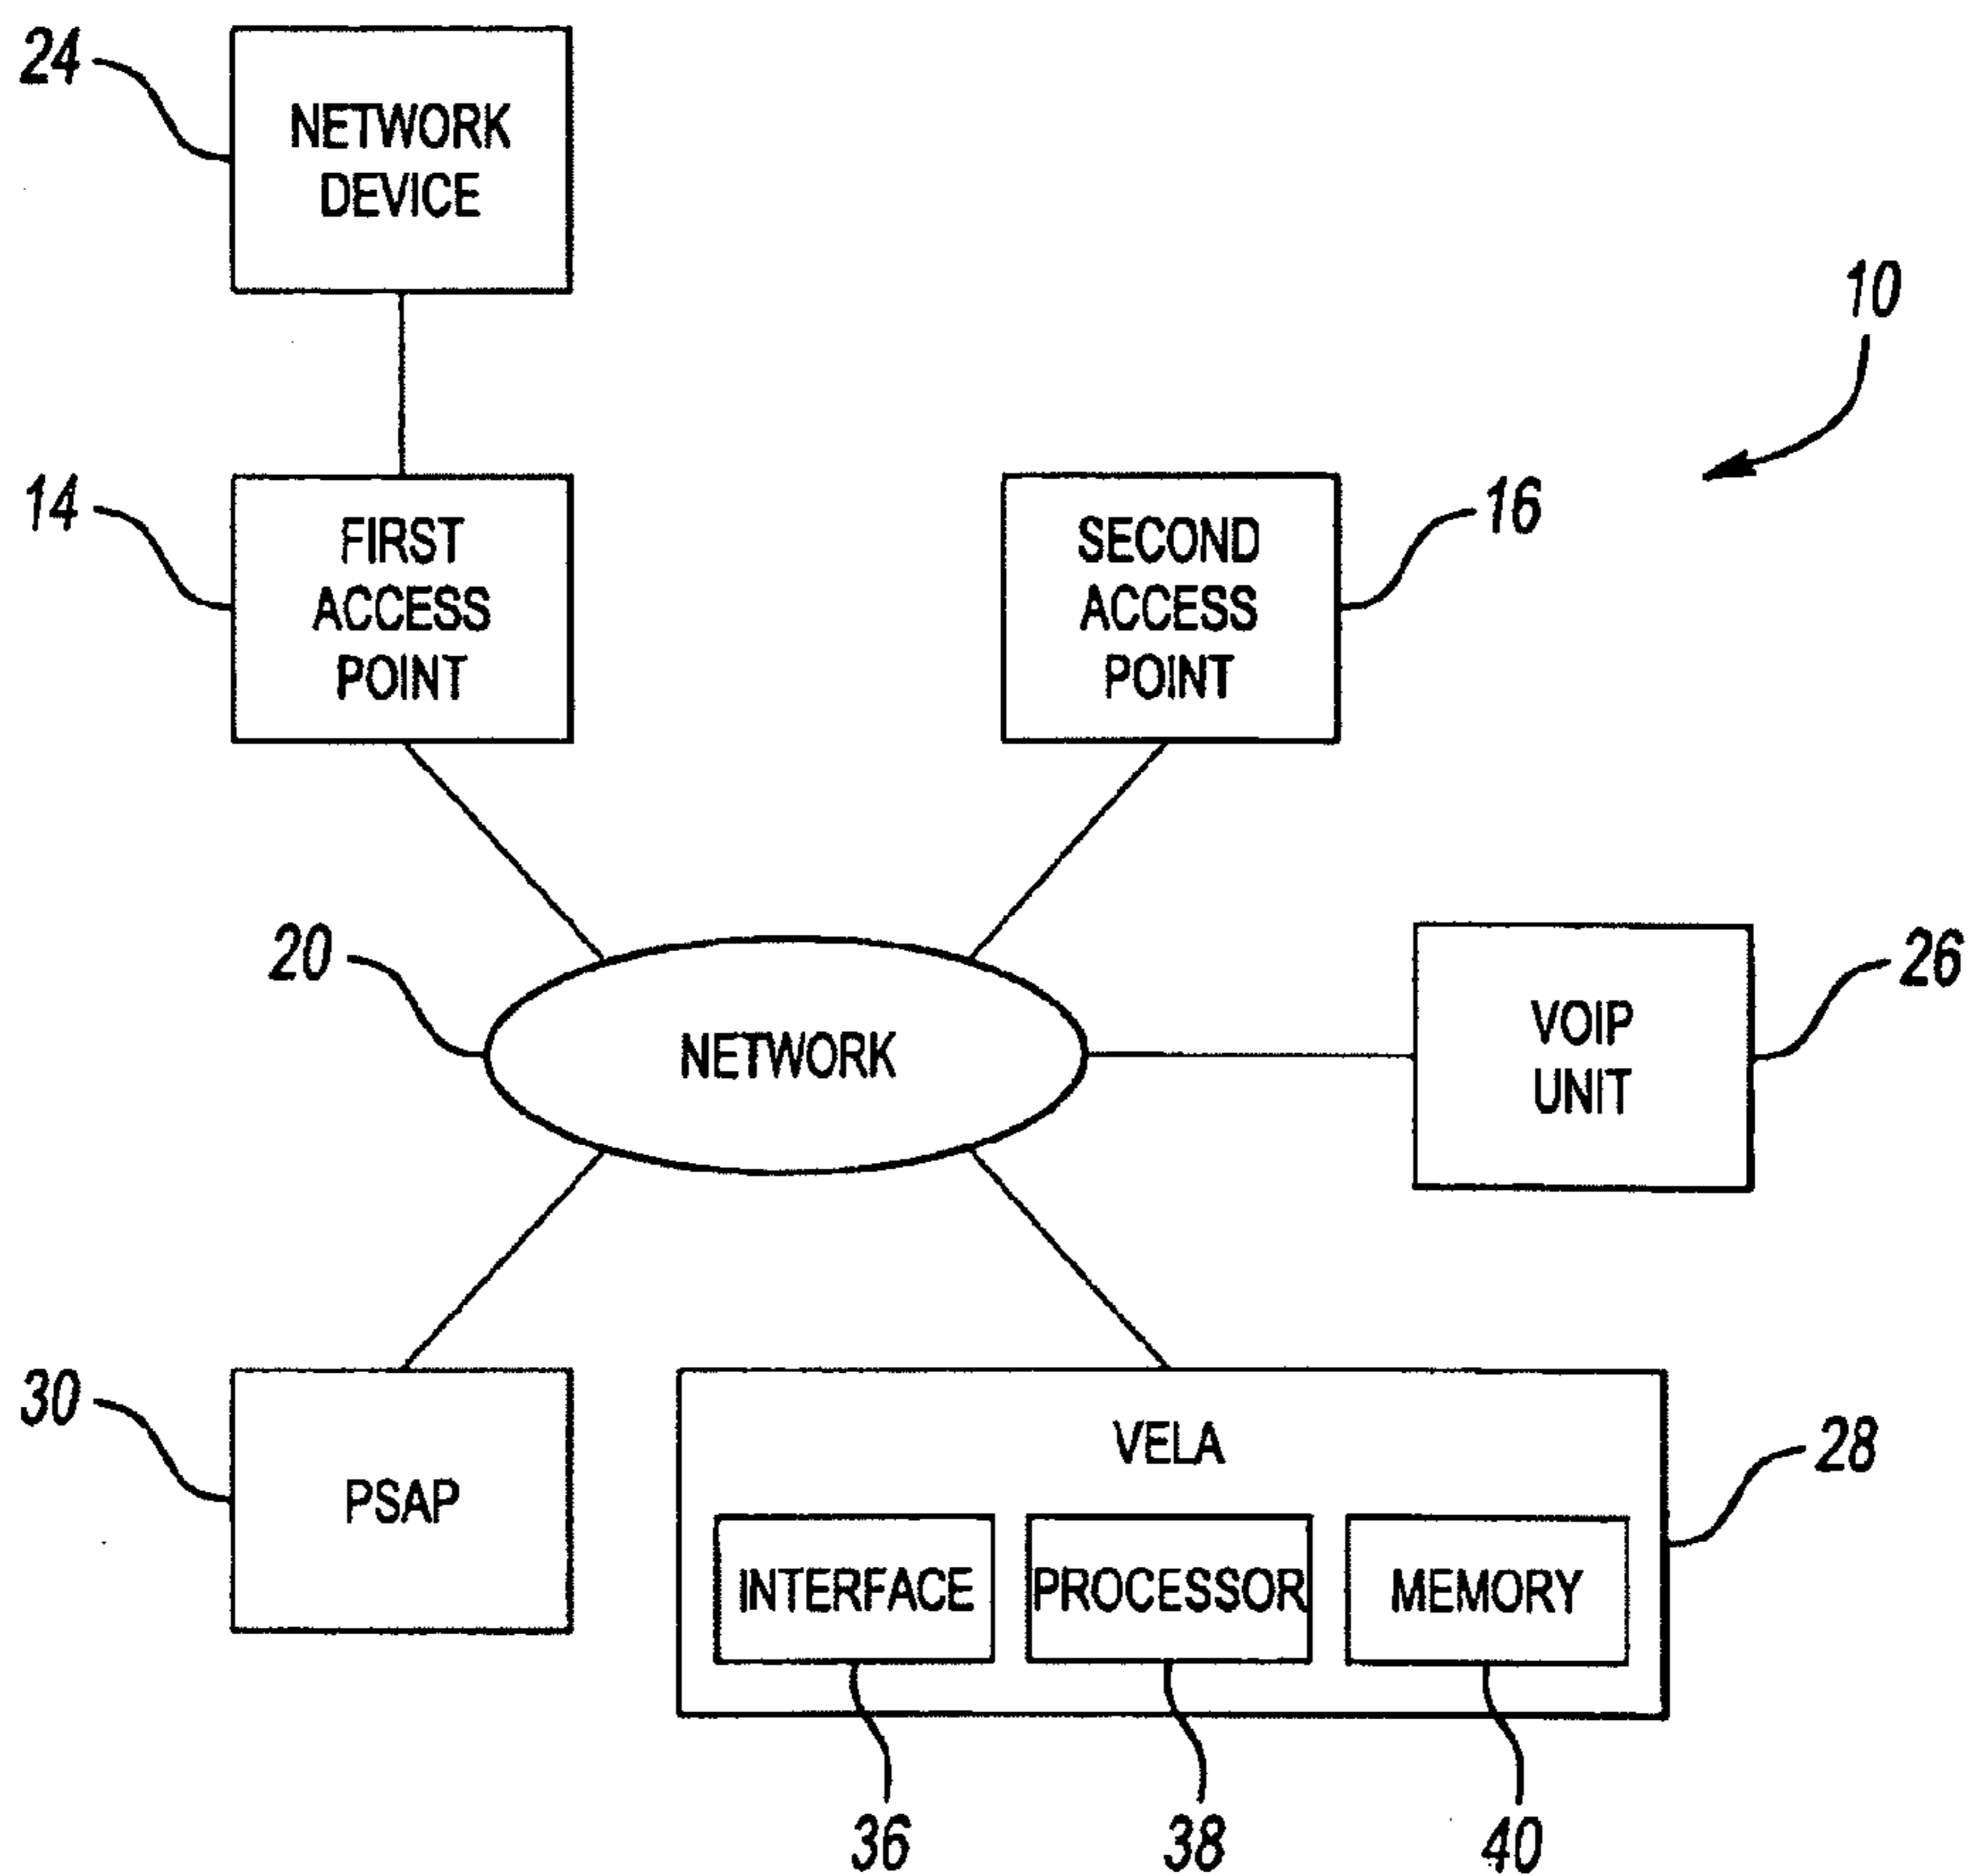 24
NETWORK
DEVICE
10
14
FIRST
ACCESS
POINT
SECOND
ACCESS
POINT
16
20
NETWORK
VOIP
UNIT
26
30
PSAP
VELA
28
INTERFACE
PROCESSOR
MEMORY
36
38
40